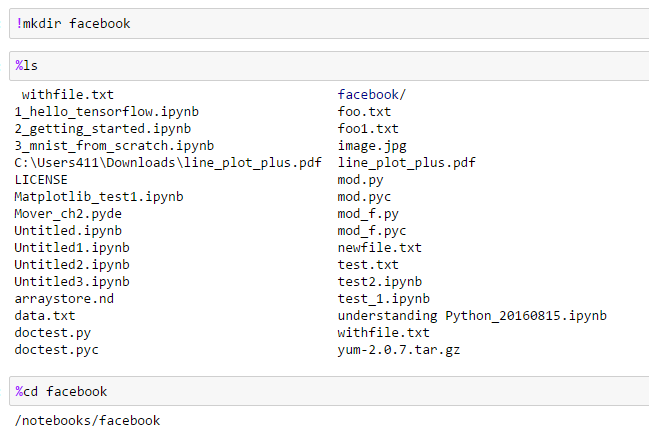 !mkdir facebook
%ls
 withfile.txt                             facebook/
1_hello_tensorflow.ipynb                  foo.txt
2_getting_started.ipynb                   foo1.txt
3_mnist_from_scratch.ipynb                image.jpg
C:\Users411\Downloads\line_plot_plus.pdf  line_plot_plus.pdf
LICENSE                                   mod.py
Matplotlib_test1.ipynb                    mod.pyc
Mover_ch2.pyde                            mod_f.py
Untitled.ipynb                            mod_f.pyc
Untitled1.ipynb                           newfile.txt
Untitled2.ipynb                           test.txt
Untitled3.ipynb                           test2.ipynb
arraystore.nd                             test_1.ipynb
data.txt                                  understanding Python_20160815.ipynb
doctest.py                                withfile.txt
doctest.pyc                               yum-2.0.7.tar.gz
%cd facebook
/notebooks/facebook